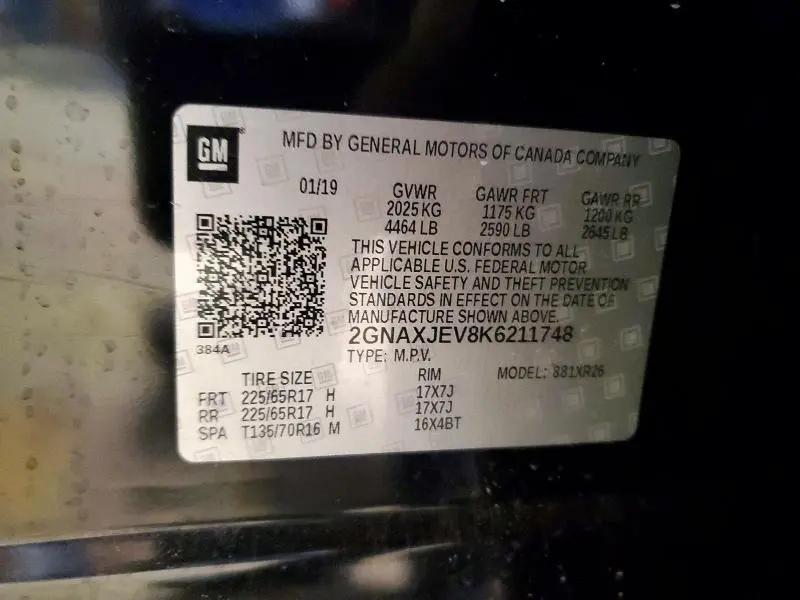 GM
MFD BY GENERAL MOTORS OF CANADA COMPANY
01/19 GVWR GAWR FRT GAWR RR
2025 KG 1175 KG 1200 KG
4464 LB 2590 LB 2645 LB
THIS VEHICLE CONFORMS TO ALL
APPLICABLE U.S. FEDERAL MOTOR
VEHICLE SAFETY AND THEFT PREVENTION
STANDARDS IN EFFECT ON THE DATE OF
MANUFACTURE SHOWN ABOVE.
2GNAXJEV8K6211748
384A
TYPE: M.P.V.
TIRE SIZE RIM MODEL: 881XR26
FRT 225/65R17 H 17X7J
RR 225/65R17 H 17X7J
SPA T135/70R16 M 16X4BT